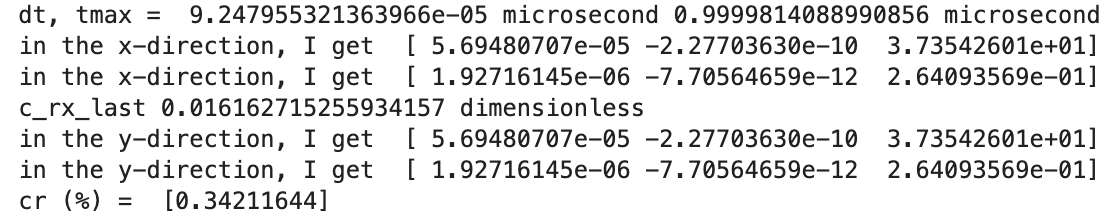 dt, tmax =  9.247955321363966e-05 microsecond 0.9999814088990856 microsecond
in the x-direction, I get  [ 5.69480707e-05 -2.27703630e-10  3.73542601e+01]
in the x-direction, I get  [ 1.92716145e-06 -7.70564659e-12  2.64093569e-01]
c_rx_last 0.016162715255934157 dimensionless
in the y-direction, I get  [ 5.69480707e-05 -2.27703630e-10  3.73542601e+01]
in the y-direction, I get  [ 1.92716145e-06 -7.70564659e-12  2.64093569e-01]
cr (%) =  [0.34211644]